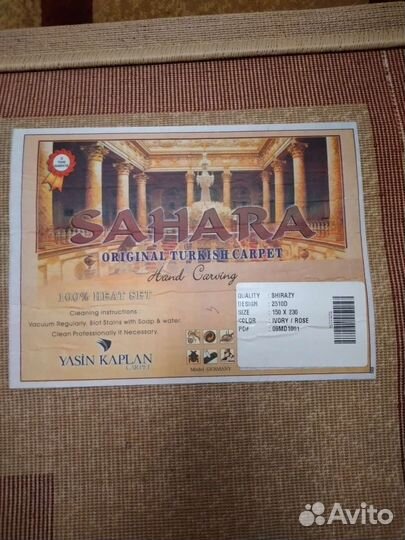 SAHARA
ORIGINAL TURKISH CARPET
Hand Carving
100% HEAT SET
Cleaning Instructions
Vacuum Regularly. Blot Stains with Soap & water.
Clean Professionally if Necessary.
YASİN KAPLAN
CARPET
QUALITY : SHIRAZY
DESIGN : 2510D
SIZE : 150 X 230
COLOR : IVORY / ROSE
Model :GERMANY
Avito